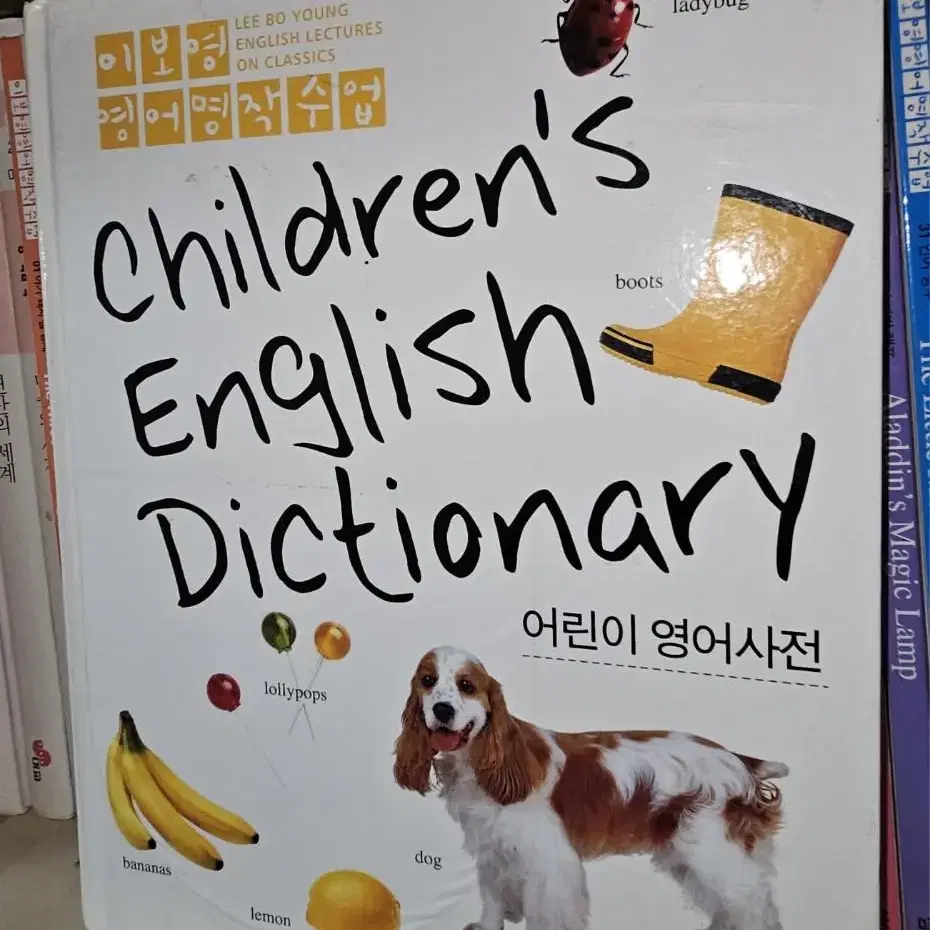 이보영
LEE BO YOUNG
ENGLISH LECTURES
ON CLASSICS
영어명작수업
ladybug
Children's
English
Dictionary
boots
어린이 영어사전
lollypops
bananas
dog
lemon
Aladdin's Magic Lamp